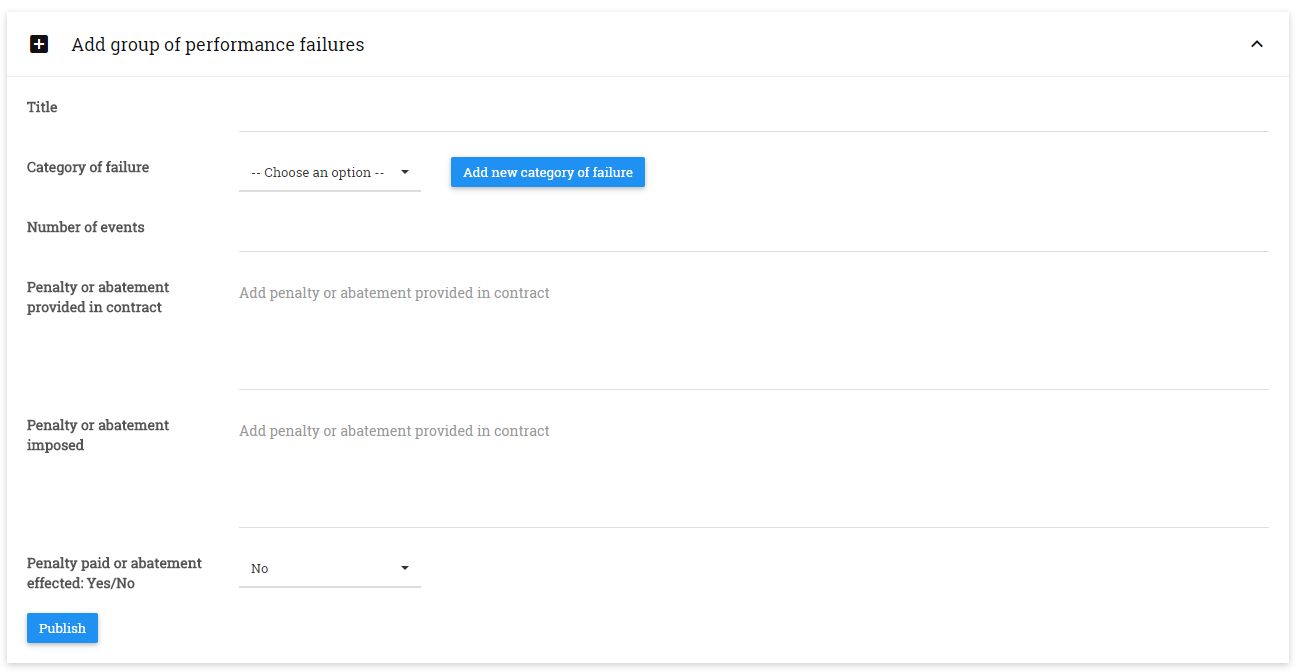 Add group of performance failures
Title
Category of failure
-- Choose an option --
Add new category of failure
Number of events
Penalty or abatement
provided in contract
Add penalty or abatement provided in contract
Penalty or abatement
imposed
Add penalty or abatement provided in contract
Penalty paid or abatement
effected: Yes/No
No
Publish